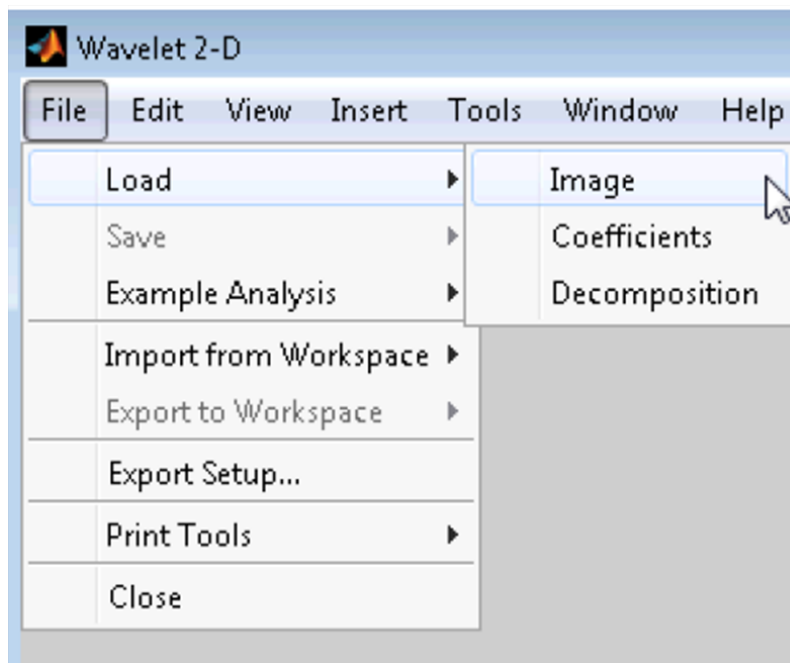 Wavelet 2-D
File Edit View Insert Tools Window Help
Load Image
Save Coefficients
Example Analysis Decomposition
Import from Workspace
Export to Workspace
Export Setup...
Print Tools
Close